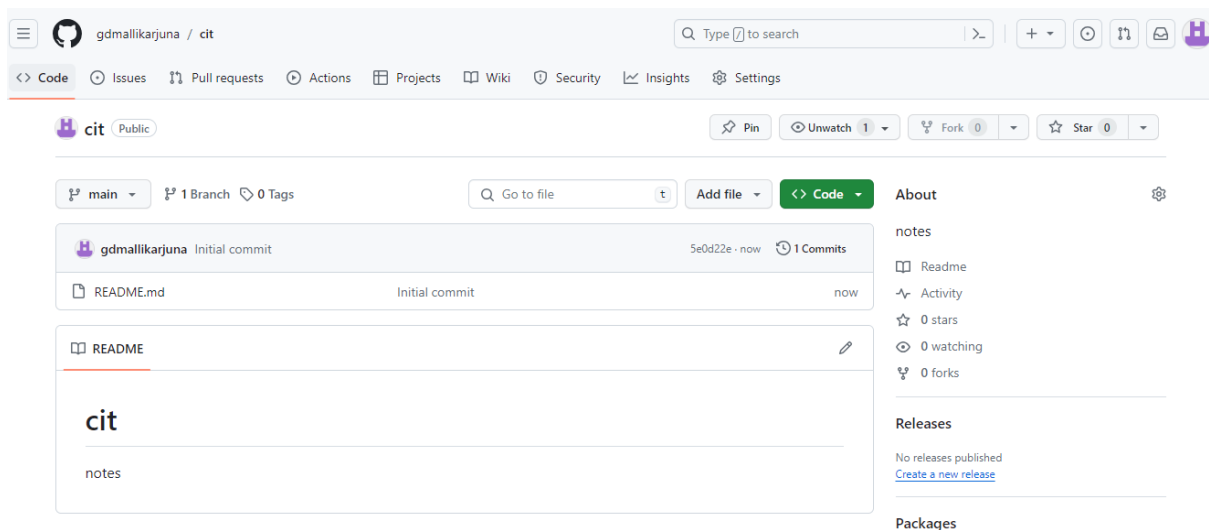 gdmallikarjuna / cit
Type / to search
Code Issues Pull requests Actions Projects Wiki Security Insights Settings
cit Public
Pin Unwatch 1 Fork 0 Star 0
main 1 Branch 0 Tags Go to file t Add file <> Code
gdmallikarjuna Initial commit 5e0d22e · now 1 Commits
README.md Initial commit now
README
cit
notes
About
notes
Readme
Activity
0 stars
0 watching
0 forks
Releases
No releases published
Create a new release
Packages